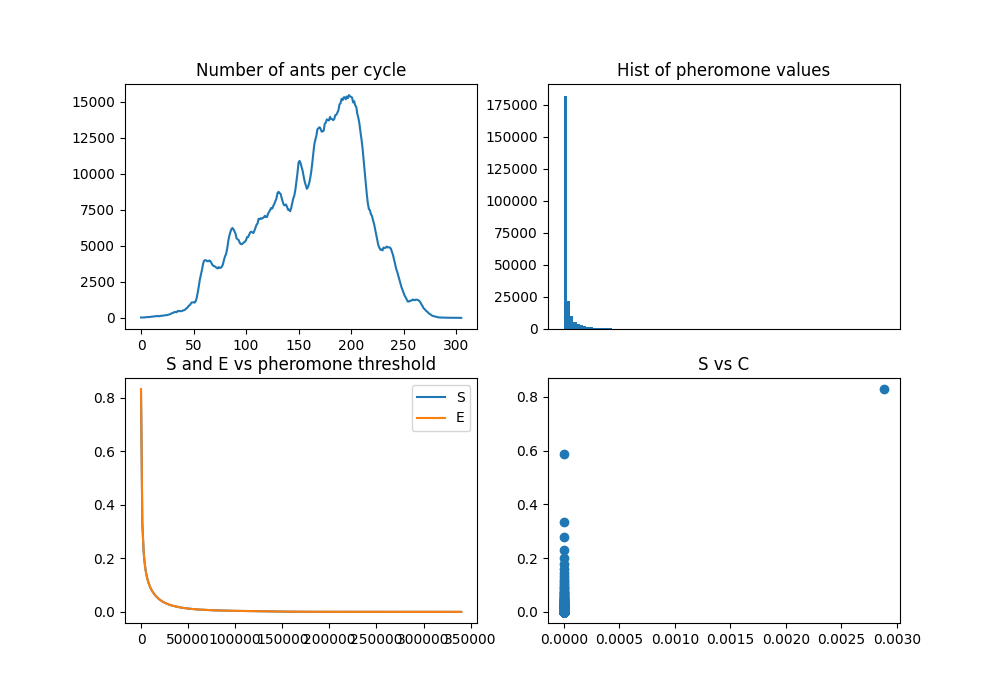 Number of ants per cycle
15000
12500
10000
7500
5000
2500
0
0 50 100 150 200 250 300
Hist of pheromone values
175000
150000
125000
100000
75000
50000
25000
0
S and E vs pheromone threshold
S
E
0.8
0.6
0.4
0.2
0.0
0 50000 100000 150000 200000 250000 300000 350000
S vs C
0.8
0.6
0.4
0.2
0.0
0.0000 0.0005 0.0010 0.0015 0.0020 0.0025 0.0030